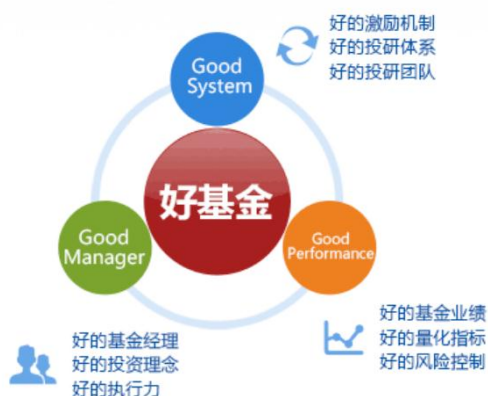 好的激励机制
好的投研体系
好的投研团队
Good
System
好基金
Good
Manager
Good
Performance
好的基金业绩
好的量化指标
好的风险控制
好的基金经理
好的投资理念
好的执行力